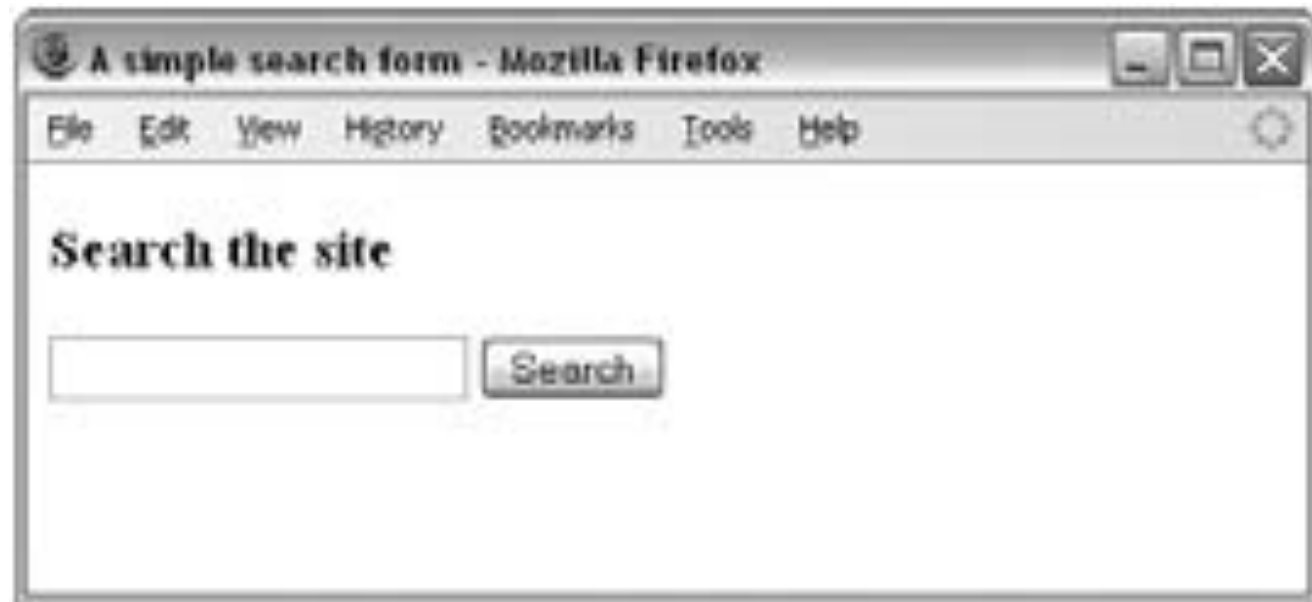 A simple search form - Mozilla Firefox
File Edit View History Bookmarks Tools Help
Search the site
Search